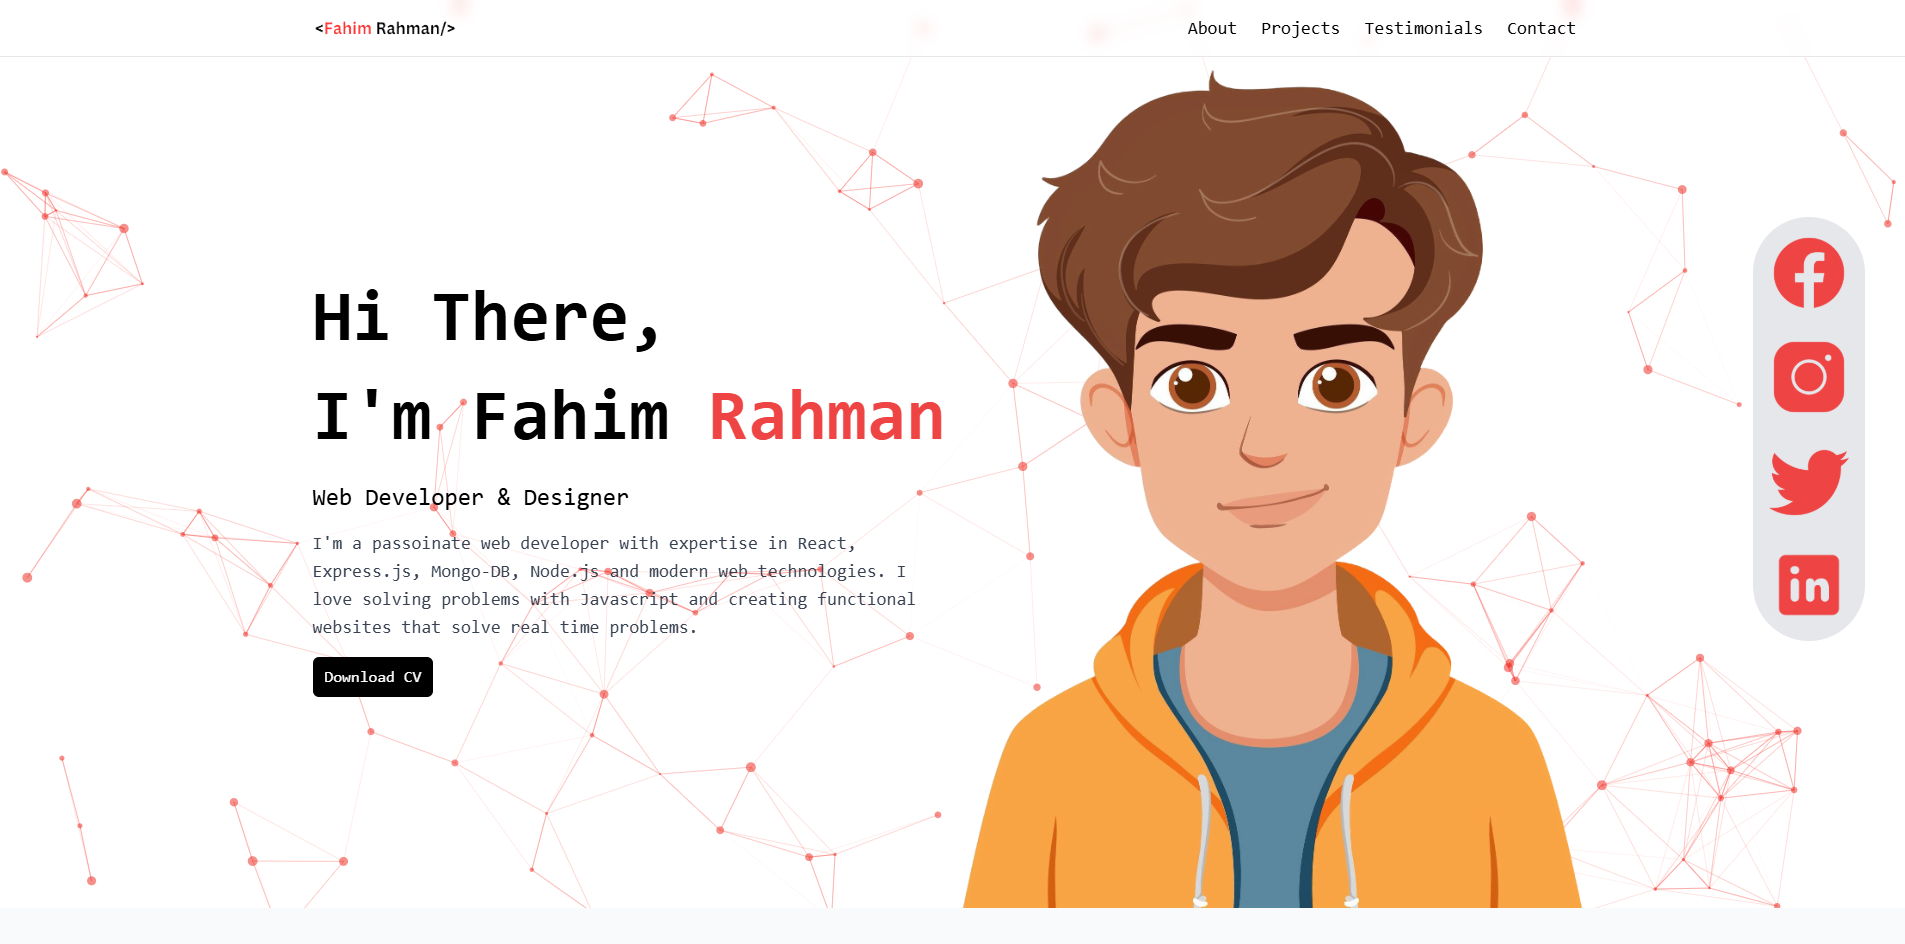 <Fahim Rahman/>
About Projects Testimonials Contact
Hi There,
I'm Fahim Rahman
Web Developer & Designer
I'm a passoinate web developer with expertise in React,
Express.js, Mongo-DB, Node.js and modern web technologies. I
love solving problems with Javascript and creating functional
websites that solve real time problems.
Download CV
in